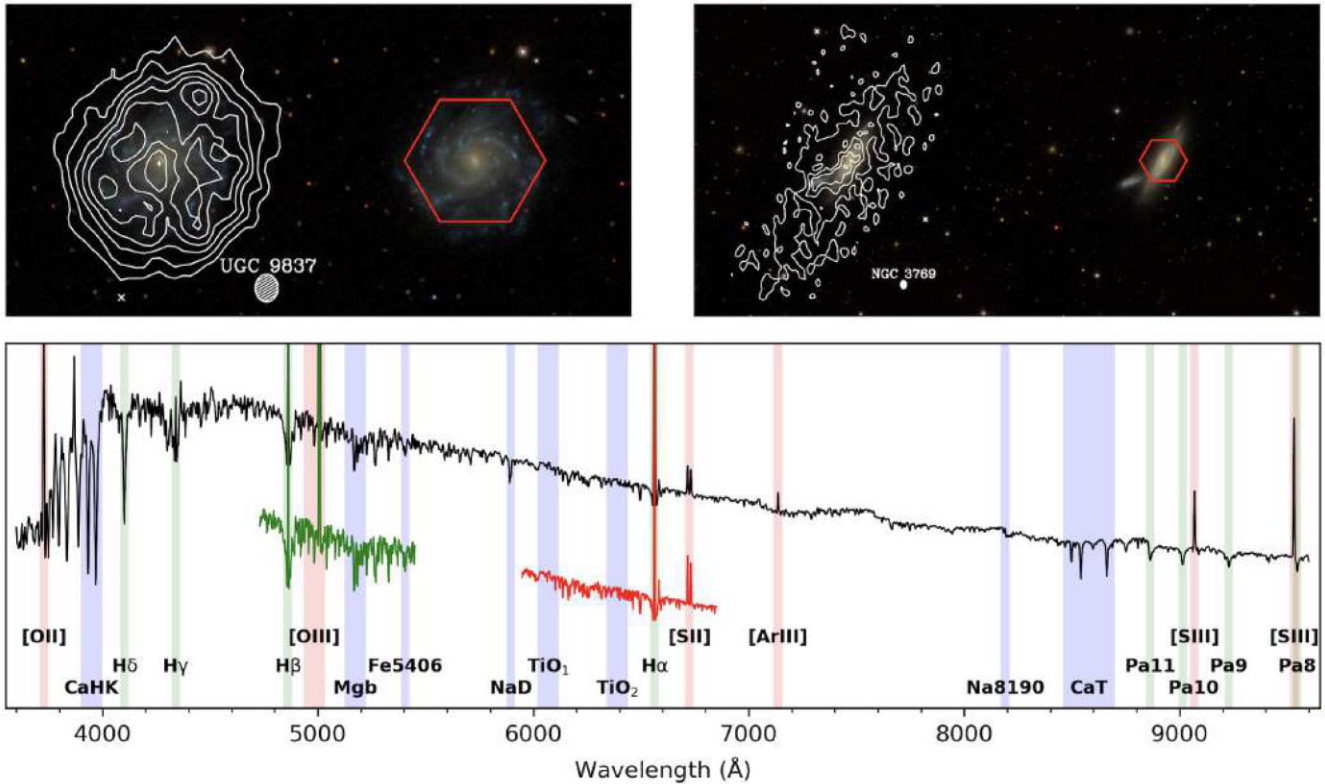 UGC 9837
NGC 3769
[OII]
[OIII]
[SII]
[ArIII]
[SIII]
[SIII]
Hδ
Hγ
Hβ
Fe5406
TiO₁
Hα
Pa11
Pa9
Pa8
CaHK
Mgb
NaD
TiO₂
Na8190
CaT
Pa10
4000
5000
6000
7000
8000
9000
Wavelength (Å)